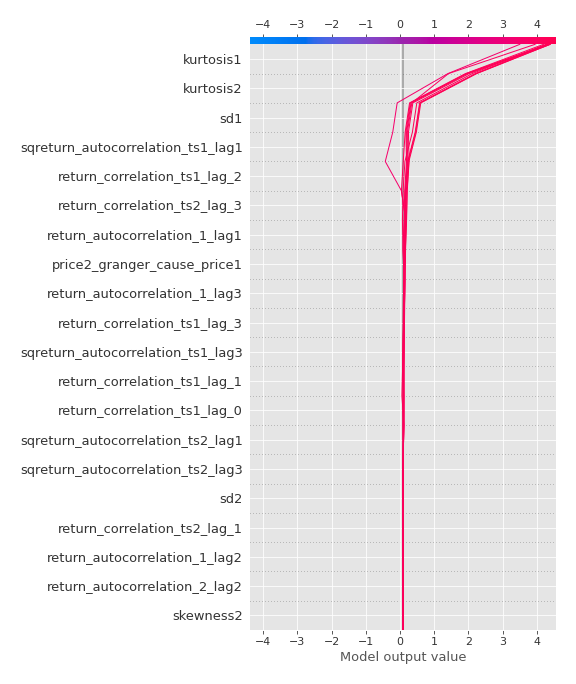 −4 −3 −2 −1 0 1 2 3 4
kurtosis1
kurtosis2
sd1
sqreturn_autocorrelation_ts1_lag1
return_correlation_ts1_lag_2
return_correlation_ts2_lag_3
return_autocorrelation_1_lag1
price2_granger_cause_price1
return_autocorrelation_1_lag3
return_correlation_ts1_lag_3
sqreturn_autocorrelation_ts1_lag3
return_correlation_ts1_lag_1
return_correlation_ts1_lag_0
sqreturn_autocorrelation_ts2_lag1
sqreturn_autocorrelation_ts2_lag3
sd2
return_correlation_ts2_lag_1
return_autocorrelation_1_lag2
return_autocorrelation_2_lag2
skewness2
−4 −3 −2 −1 0 1 2 3 4
Model output value